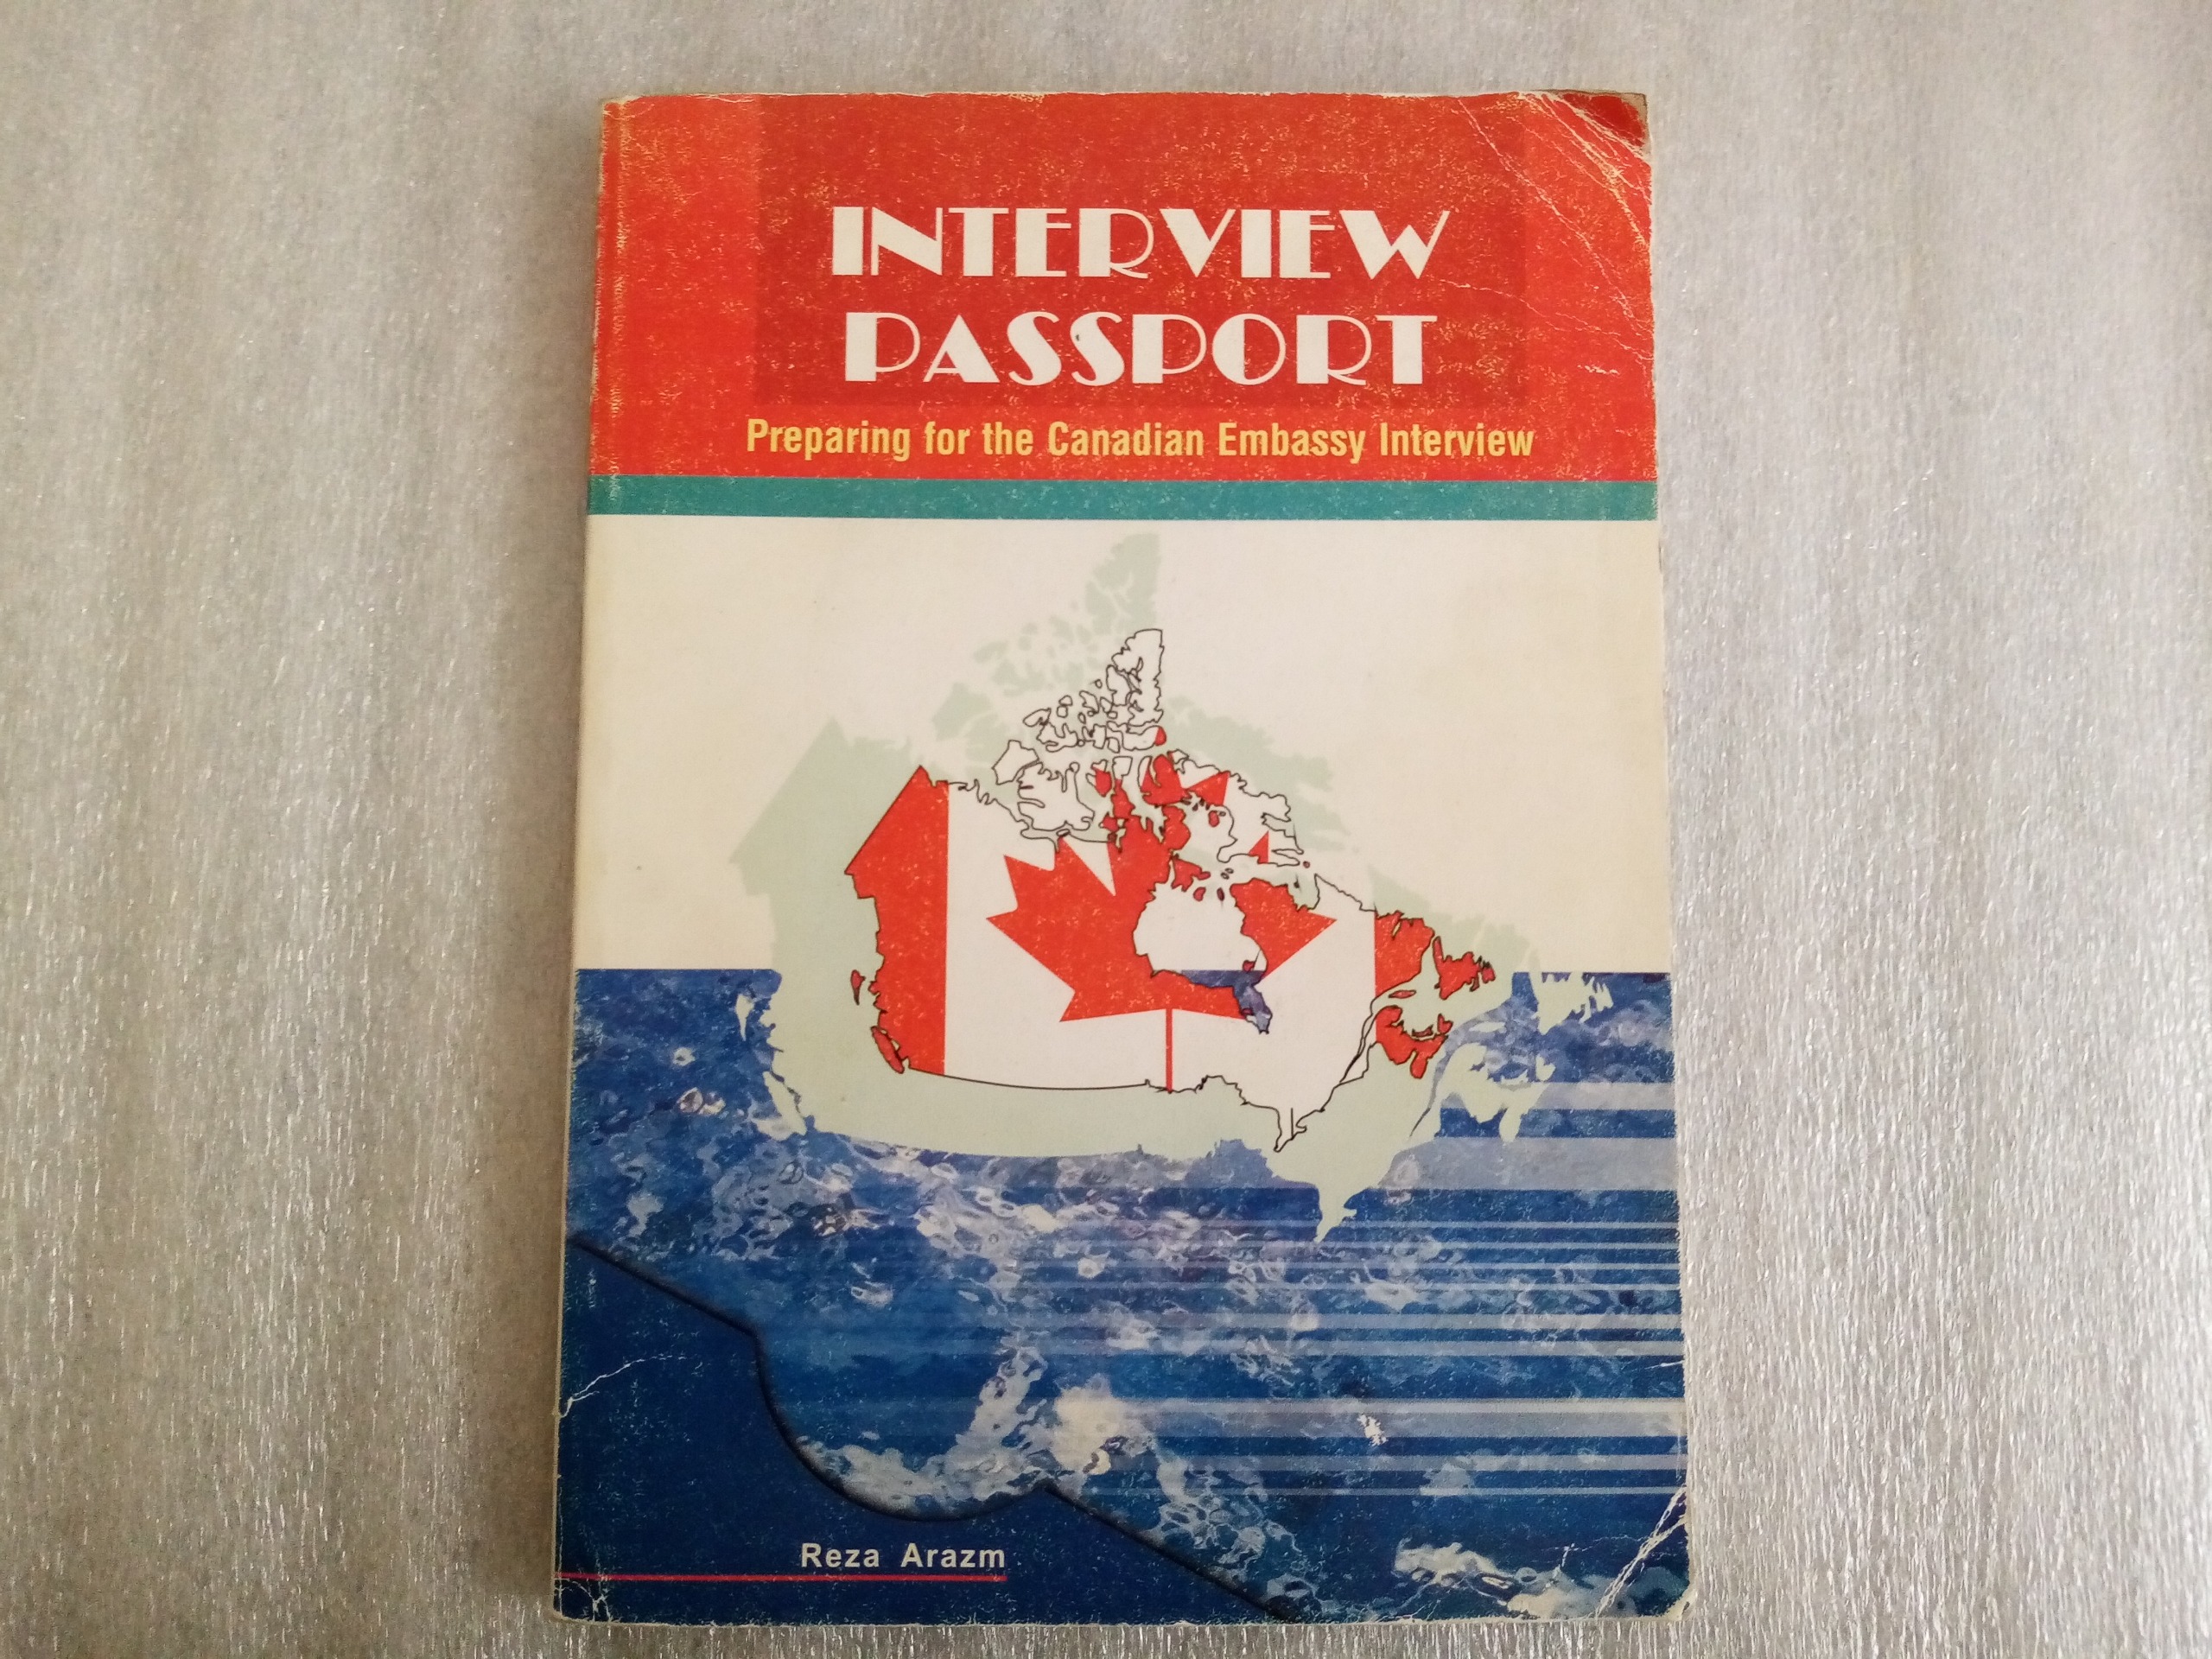 INTERVIEW
PASSPORT
Preparing for the Canadian Embassy Interview
Reza Arazm